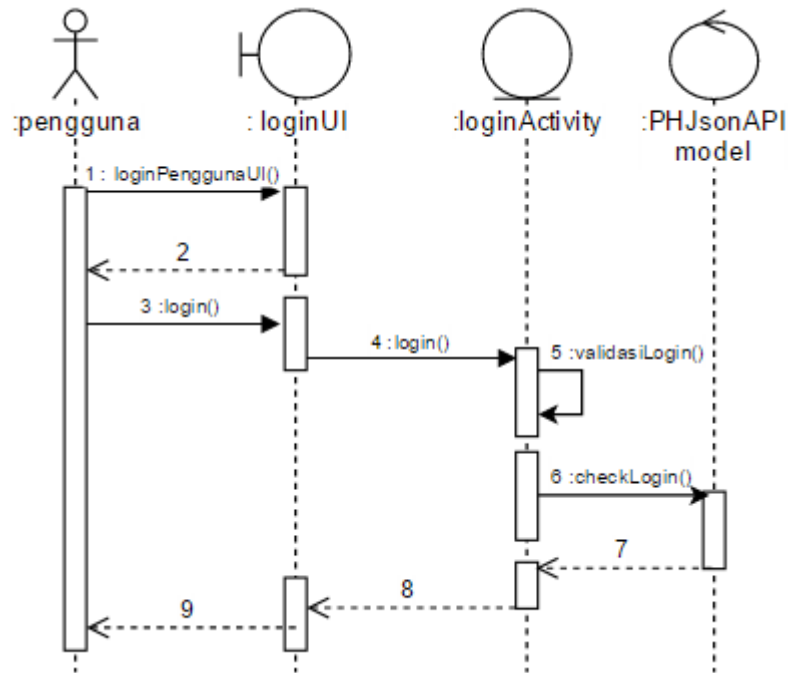 :pengguna
: loginUI
:loginActivity
:PHJsonAPI
model
1 : loginPenggunaUI()
2
3 :login()
4 :login()
5 :validasiLogin()
6 :checkLogin()
7
8
9